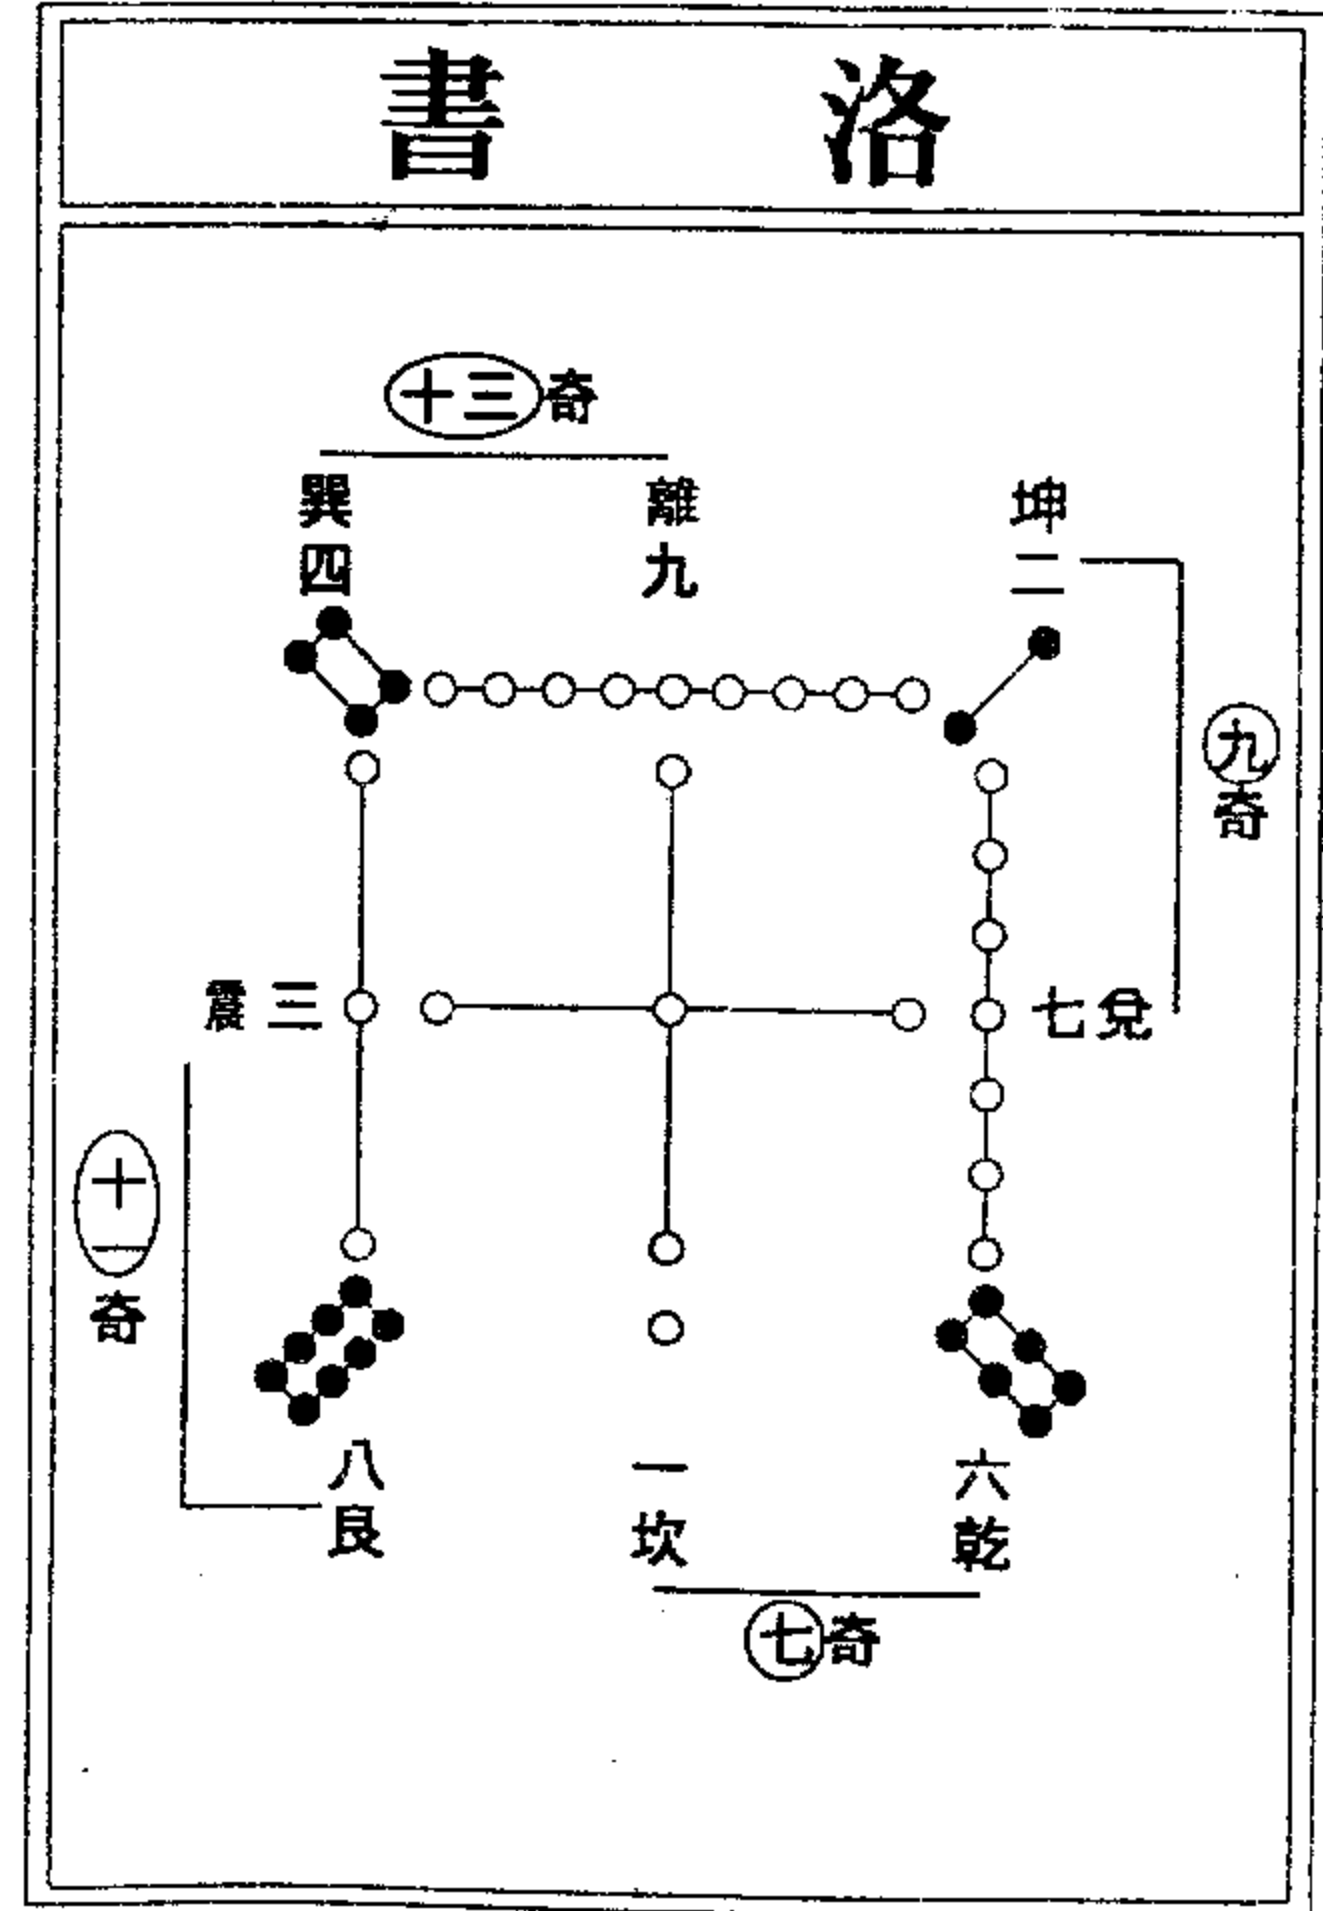 洛書
十三奇
巽四
離九
坤二
九奇
震三
七兌
十一奇
八艮
一坎
六乾
七奇